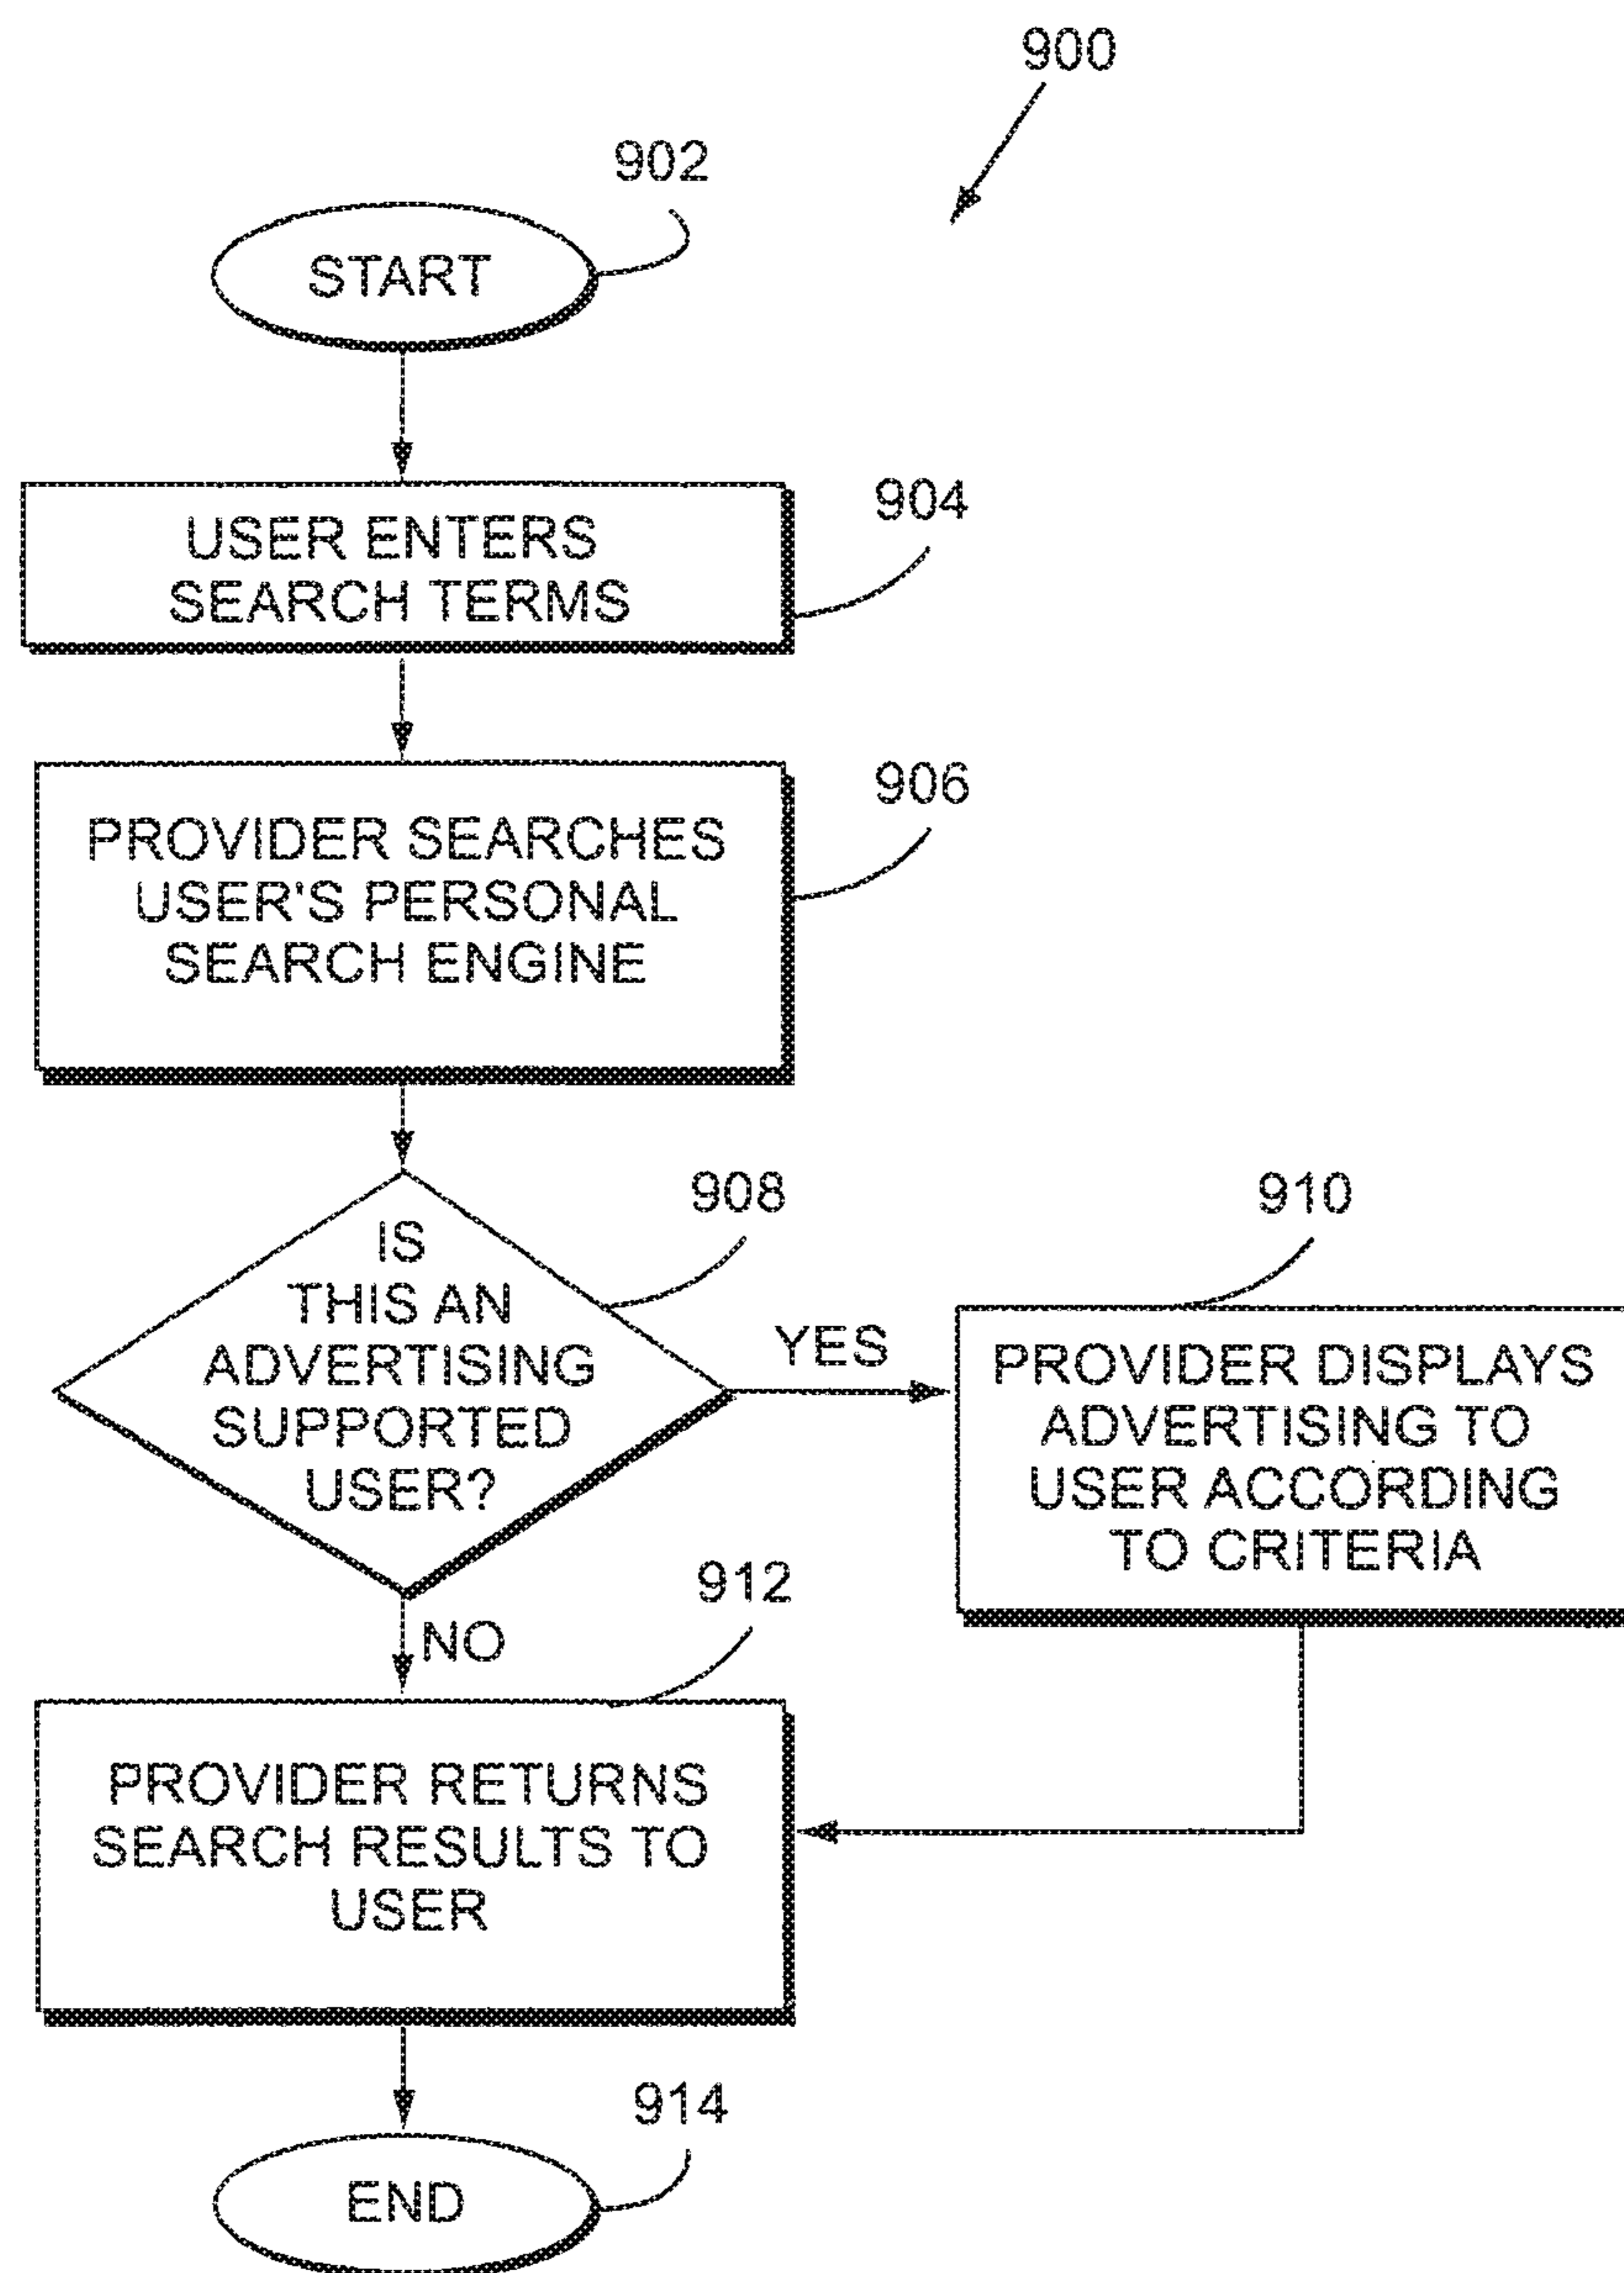 900
902
START
904
USER ENTERS
SEARCH TERMS
906
PROVIDER SEARCHES
USER'S PERSONAL
SEARCH ENGINE
908
IS
THIS AN
ADVERTISING
SUPPORTED
USER?
YES
910
PROVIDER DISPLAYS
ADVERTISING TO
USER ACCORDING
TO CRITERIA
NO
912
PROVIDER RETURNS
SEARCH RESULTS TO
USER
914
END